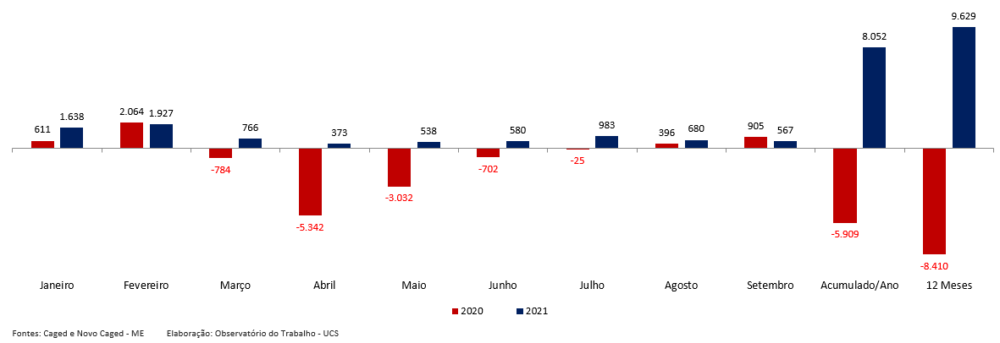 9.629
8.052
611 1.638 2.064 1.927 766 373 538 580 983 396 680 905 567
-784 -5.342 -3.032 -702 -25 -5.909 -8.410
Janeiro Fevereiro Março Abril Maio Junho Julho Agosto Setembro Acumulado/Ano 12 Meses
2020 2021
Fontes: Caged e Novo Caged - ME Elaboração: Observatório do Trabalho - UCS